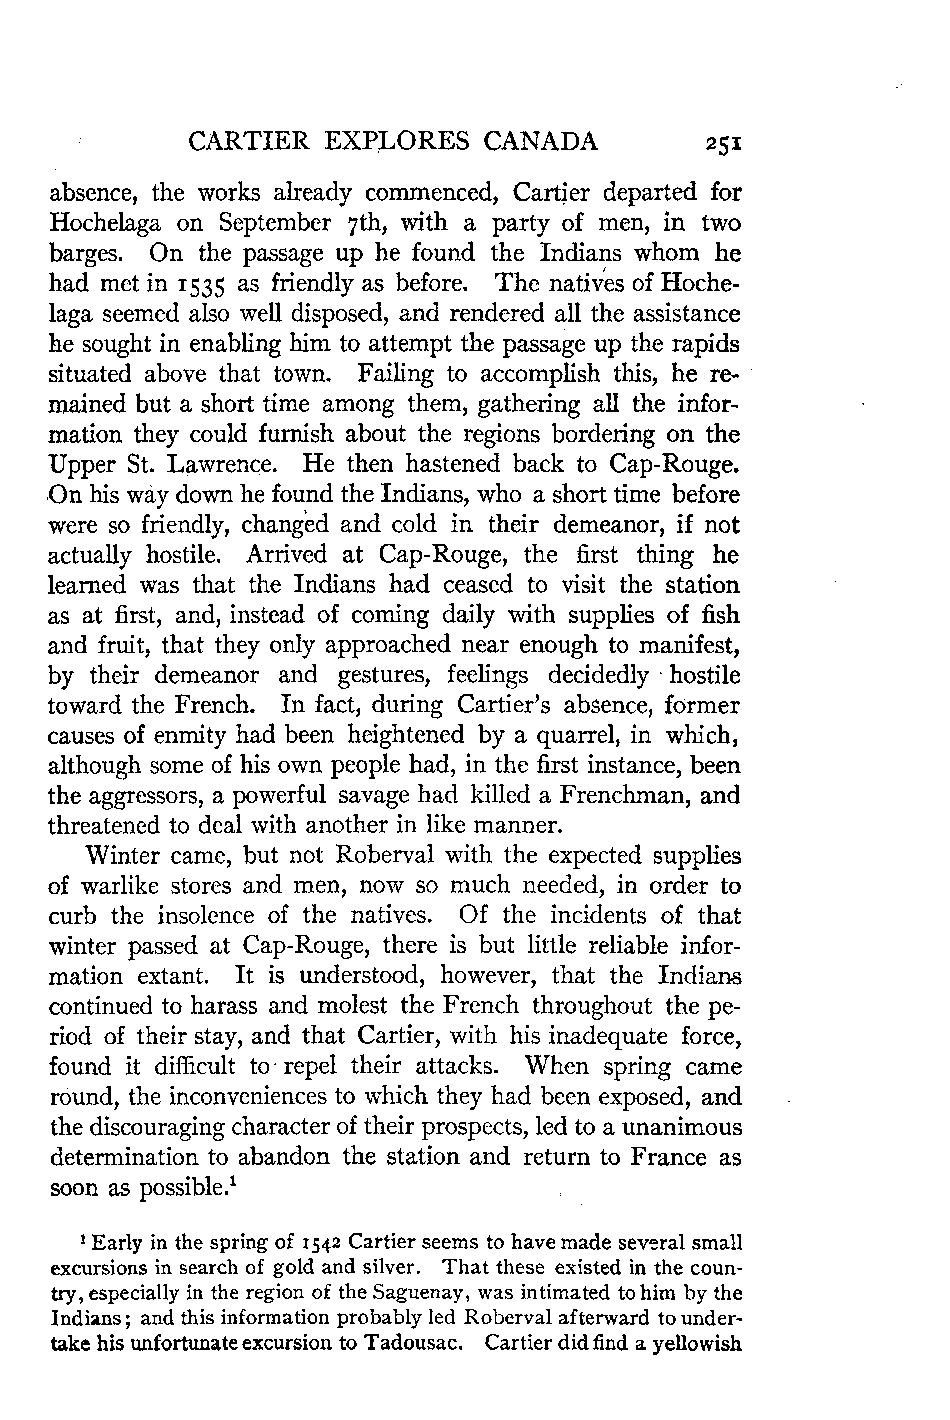 CARTIER EXPLORES CANADA 251
absence, the works already commenced, Cartier departed for
Hochelaga on September 7th, with a party of men, in two
barges. On the passage up he found the Indians whom he
had met in 1535 as friendly as before. The natives of Hoche-
laga seemed also well disposed, and rendered all the assistance
he sought in enabling him to attempt the passage up the rapids
situated above that town. Failing to accomplish this, he re-
mained but a short time among them, gathering all the infor-
mation they could furnish about the regions bordering on the
Upper St. Lawrence. He then hastened back to Cap-Rouge.
On his way down he found the Indians, who a short time before
were so friendly, changed and cold in their demeanor, if not
actually hostile. Arrived at Cap-Rouge, the first thing he
learned was that the Indians had ceased to visit the station
as at first, and, instead of coming daily with supplies of fish
and fruit, that they only approached near enough to manifest,
by their demeanor and gestures, feelings decidedly hostile
toward the French. In fact, during Cartier's absence, former
causes of enmity had been heightened by a quarrel, in which,
although some of his own people had, in the first instance, been
the aggressors, a powerful savage had killed a Frenchman, and
threatened to deal with another in like manner.
Winter came, but not Roberval with the expected supplies
of warlike stores and men, now so much needed, in order to
curb the insolence of the natives. Of the incidents of that
winter passed at Cap-Rouge, there is but little reliable infor-
mation extant. It is understood, however, that the Indians
continued to harass and molest the French throughout the pe-
riod of their stay, and that Cartier, with his inadequate force,
found it difficult to repel their attacks. When spring came
round, the inconveniences to which they had been exposed, and
the discouraging character of their prospects, led to a unanimous
determination to abandon the station and return to France as
soon as possible.¹
¹ Early in the spring of 1542 Cartier seems to have made several small
excursions in search of gold and silver. That these existed in the coun-
try, especially in the region of the Saguenay, was intimated to him by the
Indians; and this information probably led Roberval afterward to under-
take his unfortunate excursion to Tadousac. Cartier did find a yellowish